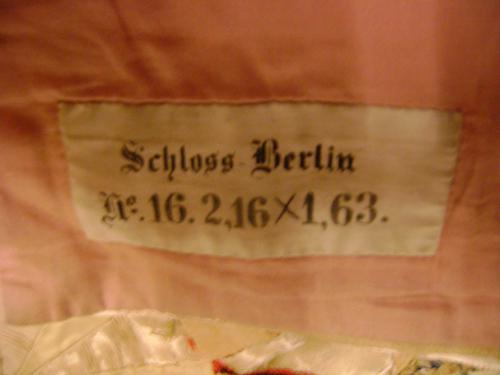 Schloss-Berlin
No. 16. 2,16×1,63.